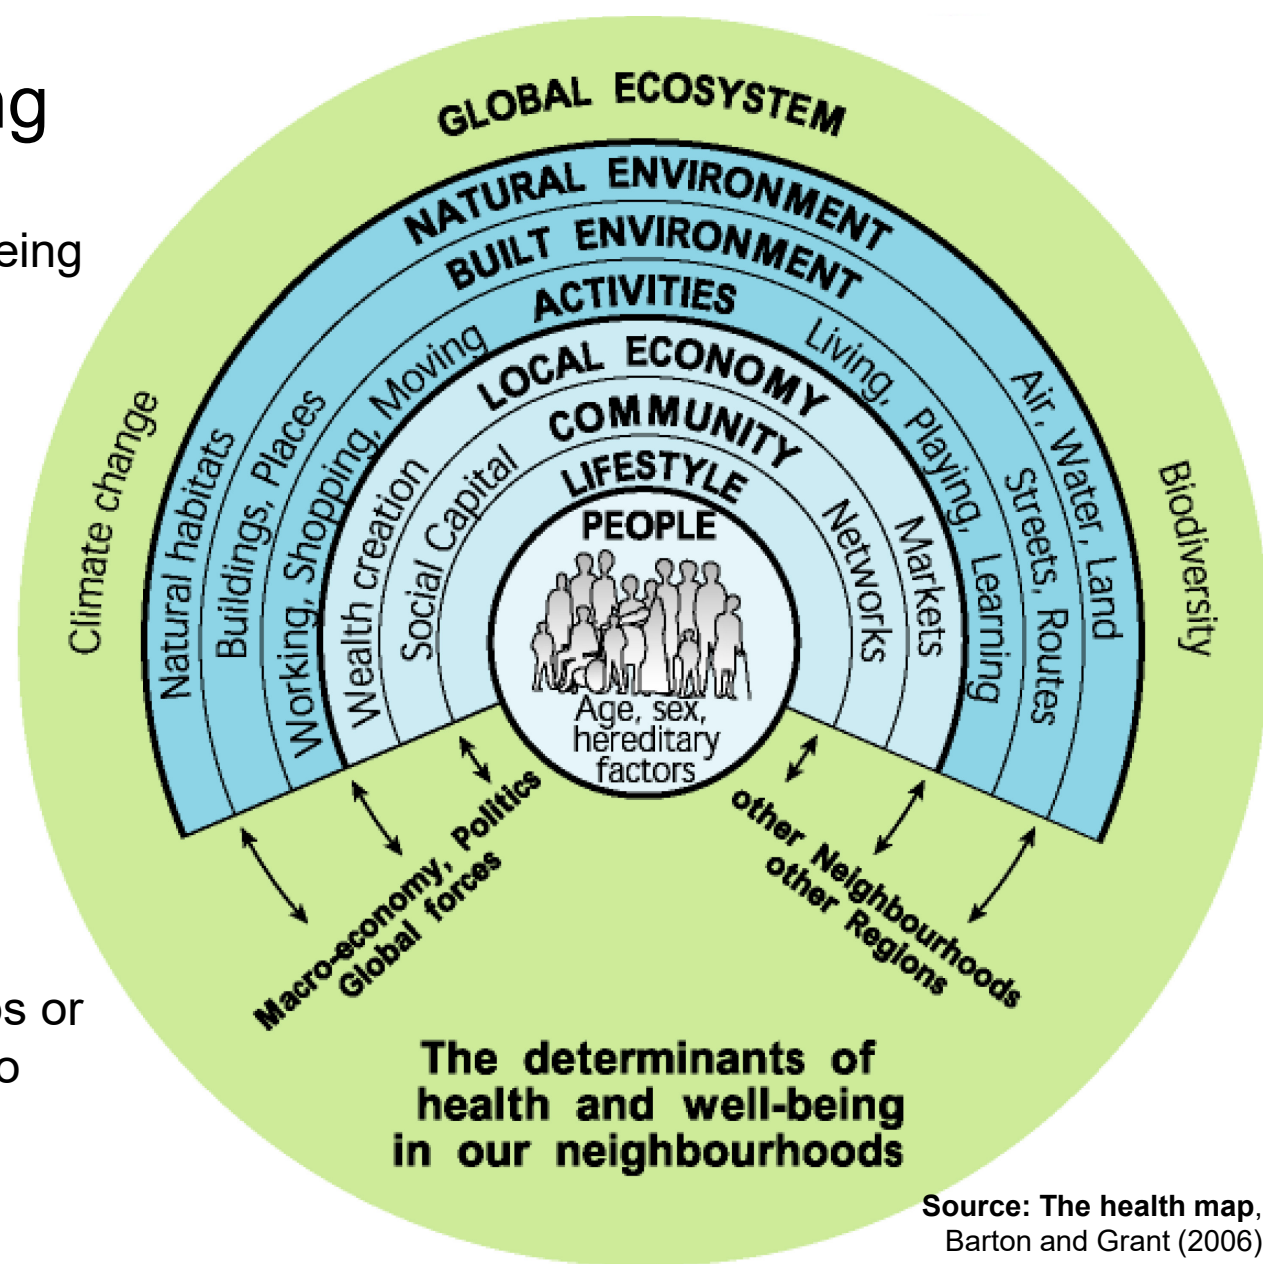 ng
eing
os or
o
GLOBAL ECOSYSTEM
NATURAL ENVIRONMENT
BUILT ENVIRONMENT
ACTIVITIES
LOCAL ECONOMY
COMMUNITY
LIFESTYLE
PEOPLE
Age, sex,
hereditary
factors
Climate change
Natural habitats
Buildings, Places
Working, Shopping, Moving
Wealth creation
Social Capital
Networks
Markets
Living, Playing, Learning
Streets, Routes
Air, Water, Land
Biodiversity
Macro-economy, Politics
Global forces
other Neighbourhoods
other Regions
The determinants of
health and well-being
in our neighbourhoods
Source: The health map,
Barton and Grant (2006)